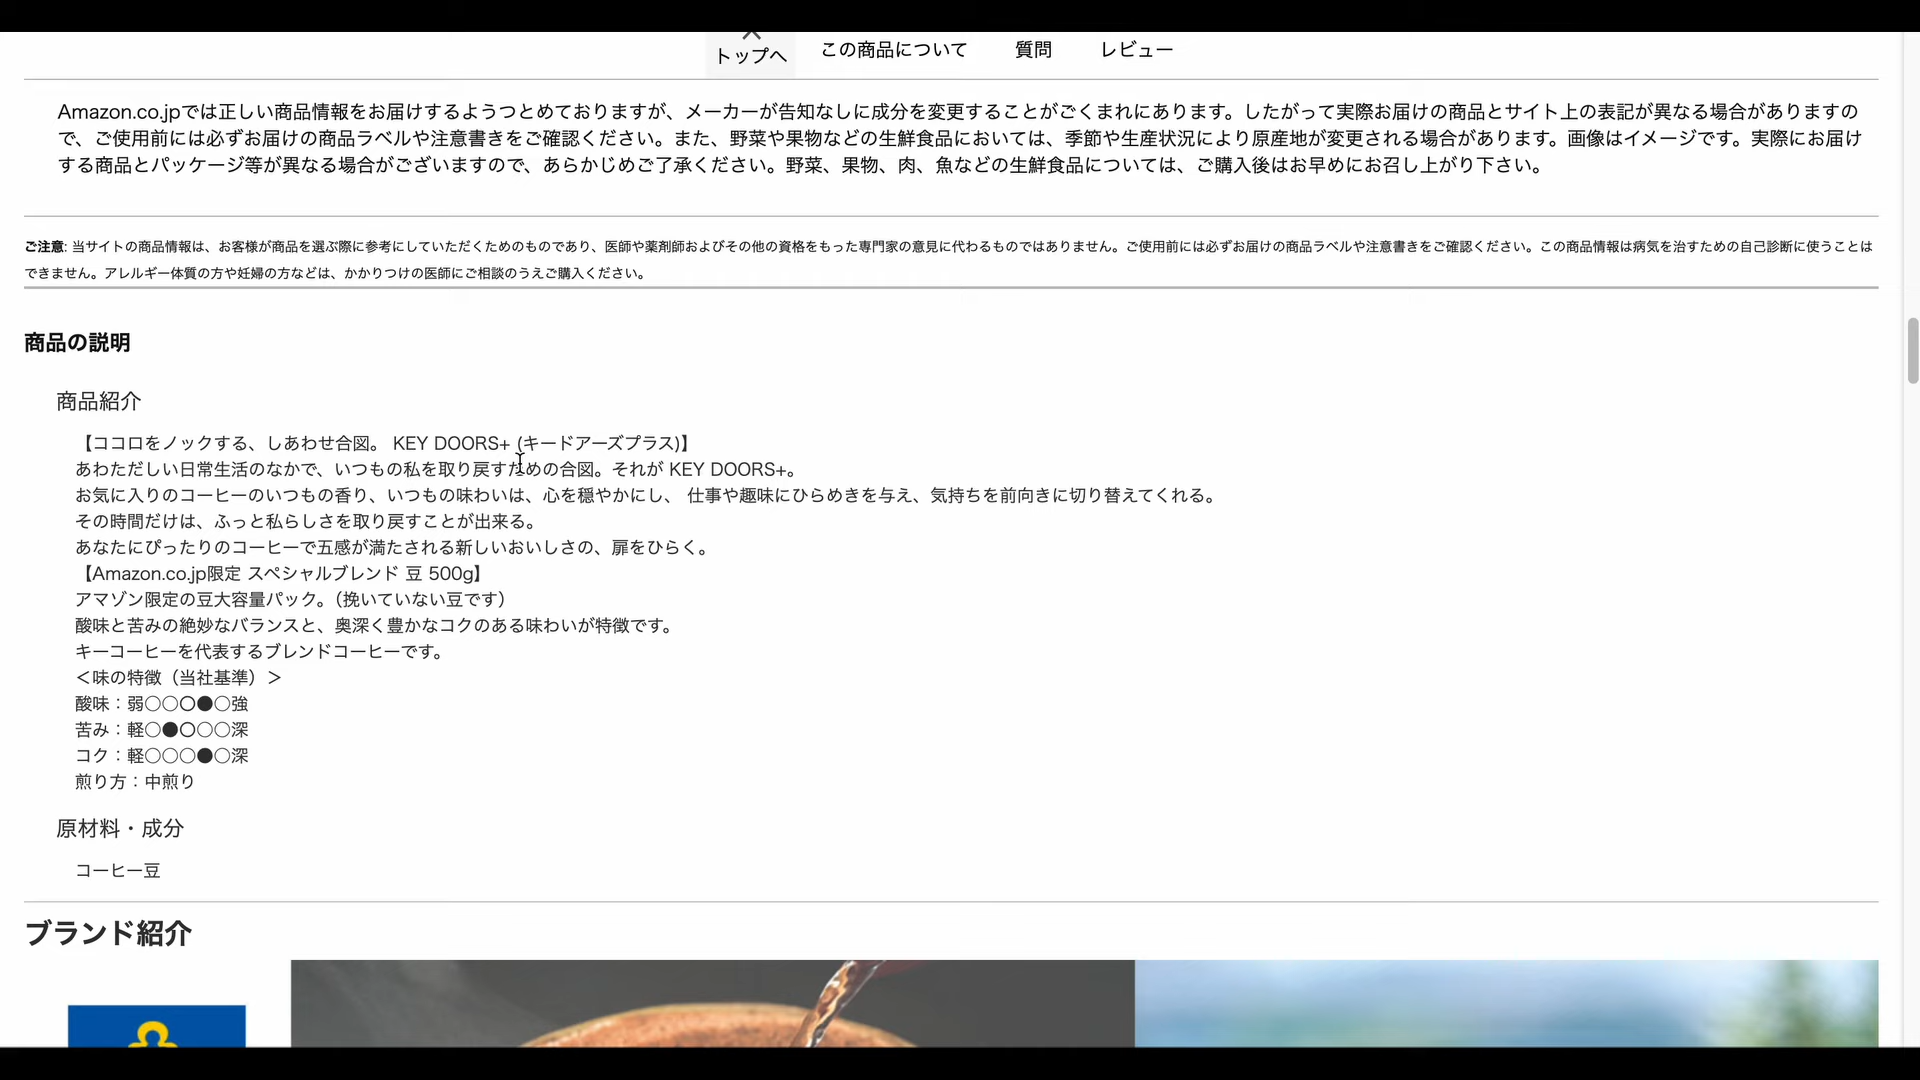 トップへ
この商品について
質問
レビュー
Amazon.co.jpでは正しい商品情報をお届けするようつとめておりますが、メーカーが告知なしに成分を変更することがごくまれにあります。したがって実際お届けの商品とサイト上の表記が異なる場合がありますの
で、ご使用前には必ずお届けの商品ラベルや注意書きをご確認ください。また、野菜や果物などの生鮮食品においては、季節や生産状況により原産地が変更される場合があります。画像はイメージです。実際にお届け
する商品とパッケージ等が異なる場合がございますので、あらかじめご了承ください。野菜、果物、肉、魚などの生鮮食品については、ご購入後はお早めにお召し上がり下さい。
ご注意: 当サイトの商品情報は、お客様が商品を選ぶ際に参考にしていただくためのものであり、医師や薬剤師およびその他の資格をもった専門家の意見に代わるものではありません。ご使用前には必ずお届けの商品ラベルや注意書きをご確認ください。この商品情報は病気を治すための自己診断に使うことは
できません。アレルギー体質の方や妊婦の方などは、かかりつけの医師にご相談のうえご購入ください。
商品の説明
商品紹介
【ココロをノックする、しあわせ合図。 KEY DOORS+ (キードアーズプラス)】
あわただしい日常生活のなかで、いつもの私を取り戻すための合図。それが KEY DOORS+。
お気に入りのコーヒーのいつもの香り、いつもの味わいは、心を穏やかにし、 仕事や趣味にひらめきを与え、気持ちを前向きに切り替えてくれる。
その時間だけは、ふっと私らしさを取り戻すことが出来る。
あなたにぴったりのコーヒーで五感が満たされる新しいおいしさの、扉をひらく。
【Amazon.co.jp限定 スペシャルブレンド 豆 500g】
アマゾン限定の豆大容量パック。（挽いていない豆です）
酸味と苦みの絶妙なバランスと、奥深く豊かなコクのある味わいが特徴です。
キーコーヒーを代表するブレンドコーヒーです。
＜味の特徴（当社基準）＞
酸味：弱○○○●○強
苦み：軽○●○○○深
コク：軽○○○●○深
煎り方：中煎り
原材料・成分
コーヒー豆
ブランド紹介